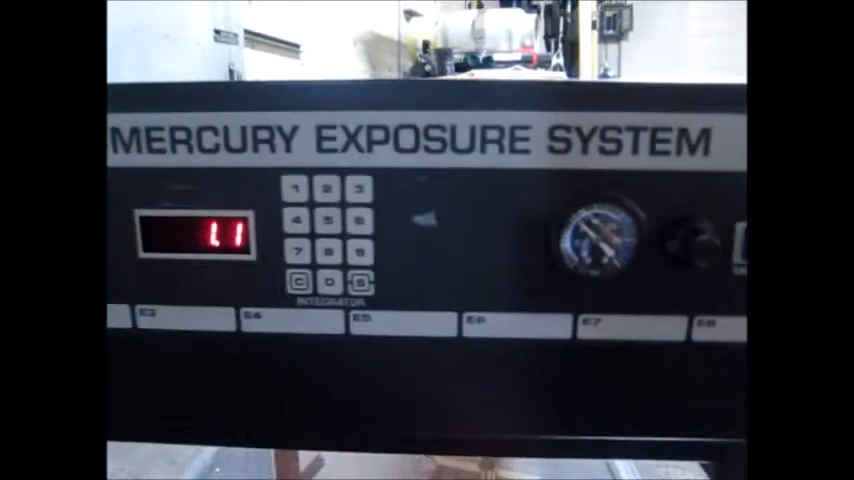 MERCURY EXPOSURE SYSTEM
1 2 3
4 5 6
7 8 9
C 0 S
INTEGRATOR
E3 E4 E5 E6 E7 E8